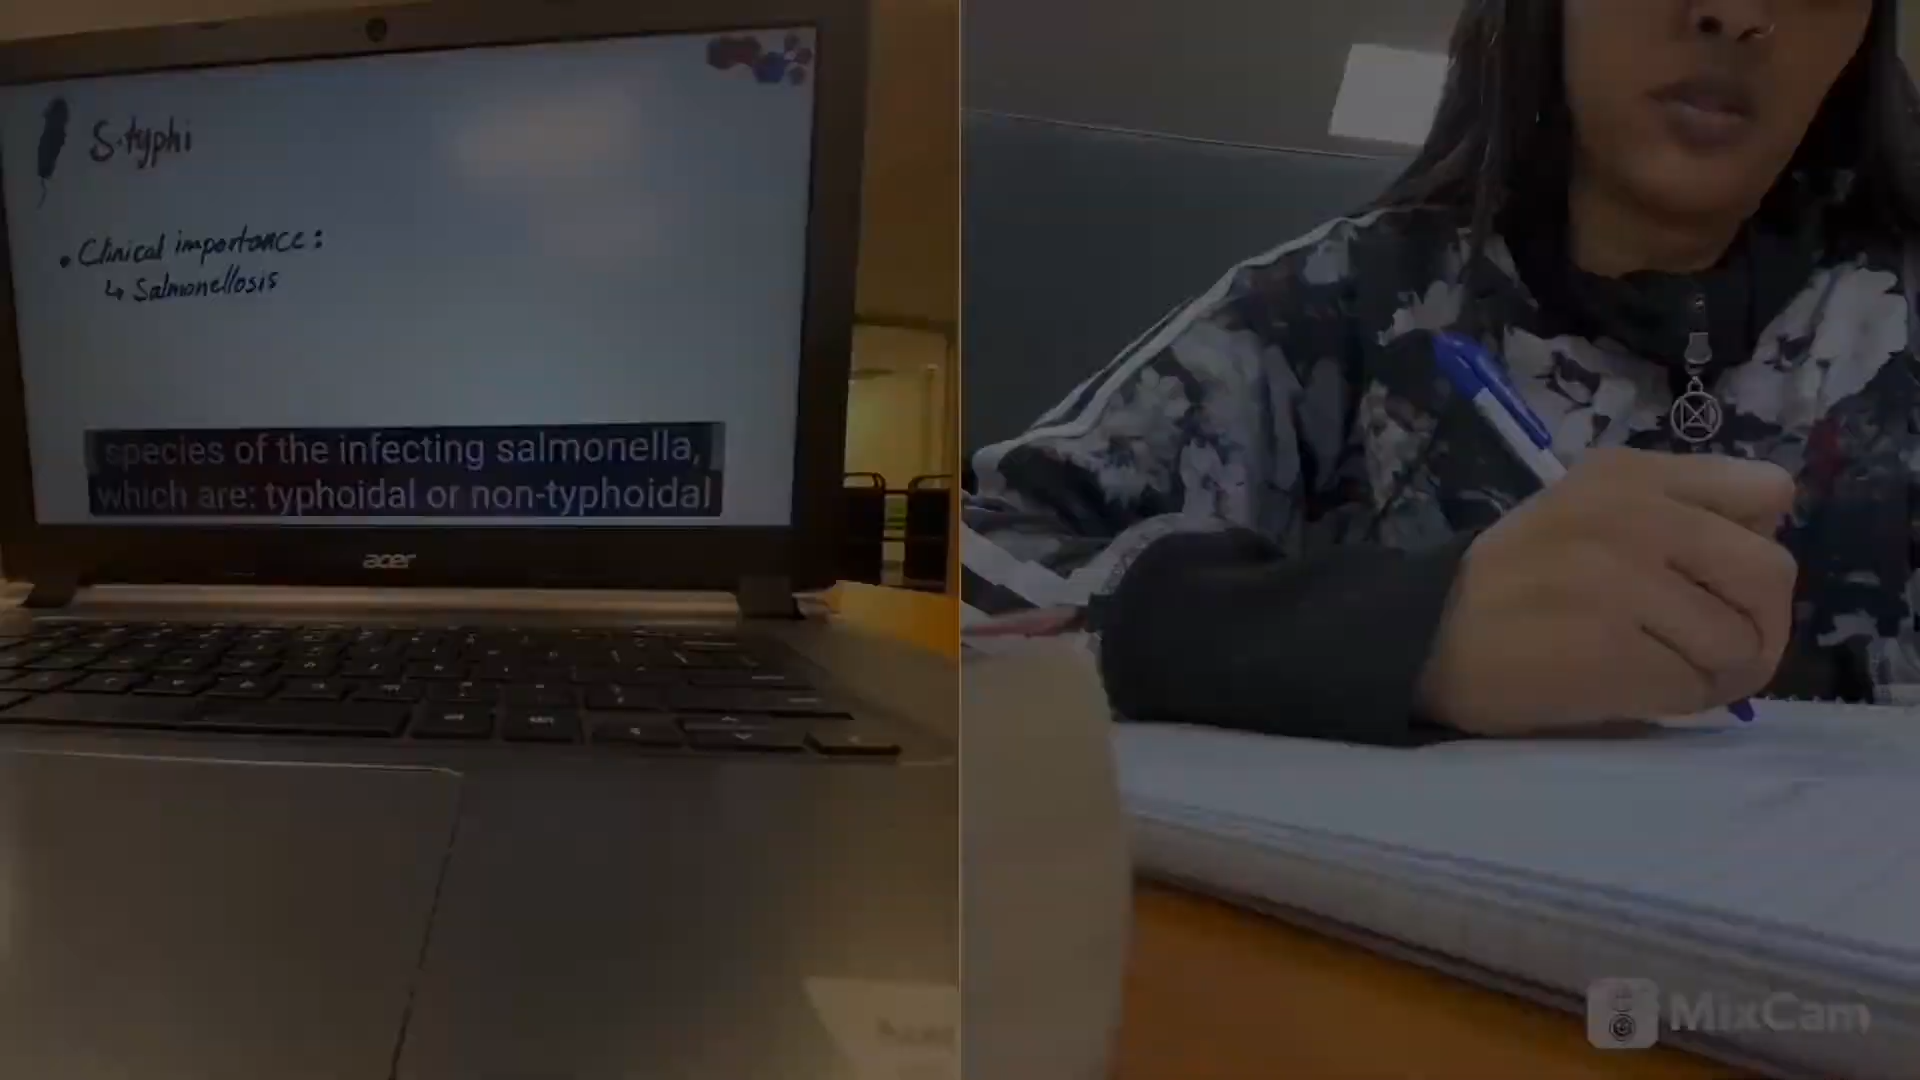 S.typhi
• Clinical importance:
↳ Salmonellosis
species of the infecting salmonella,
which are: typhoidal or non-typhoidal
acer
MixCam